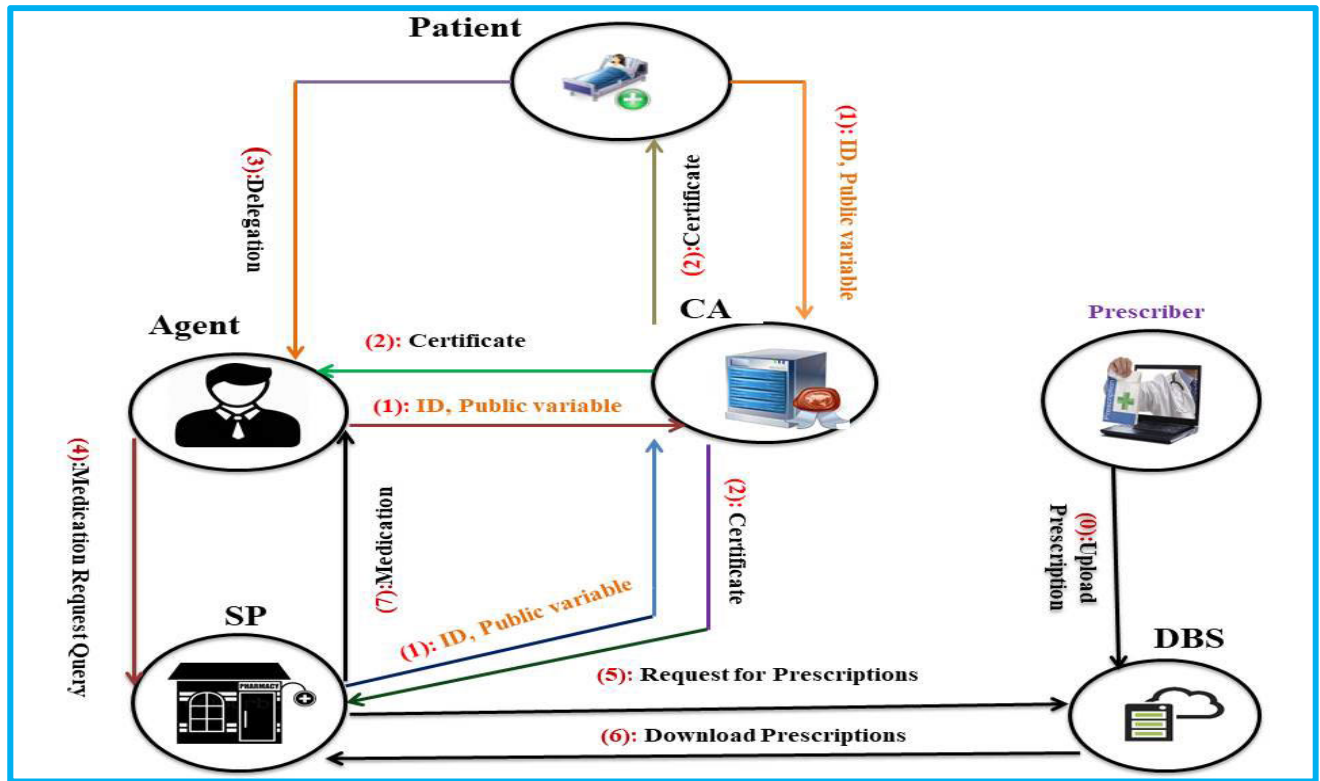 Patient
(1): ID, Public variable
(3):Delegation
(2):Certificate
CA
Agent
Prescriber
(2): Certificate
(1): ID, Public variable
(4):Medication Request Query
(7):Medication
(2): Certificate
(0):Upload
Prescription
SP
(1): ID, Public variable
DBS
PHARMACY
(5): Request for Prescriptions
(6): Download Prescriptions